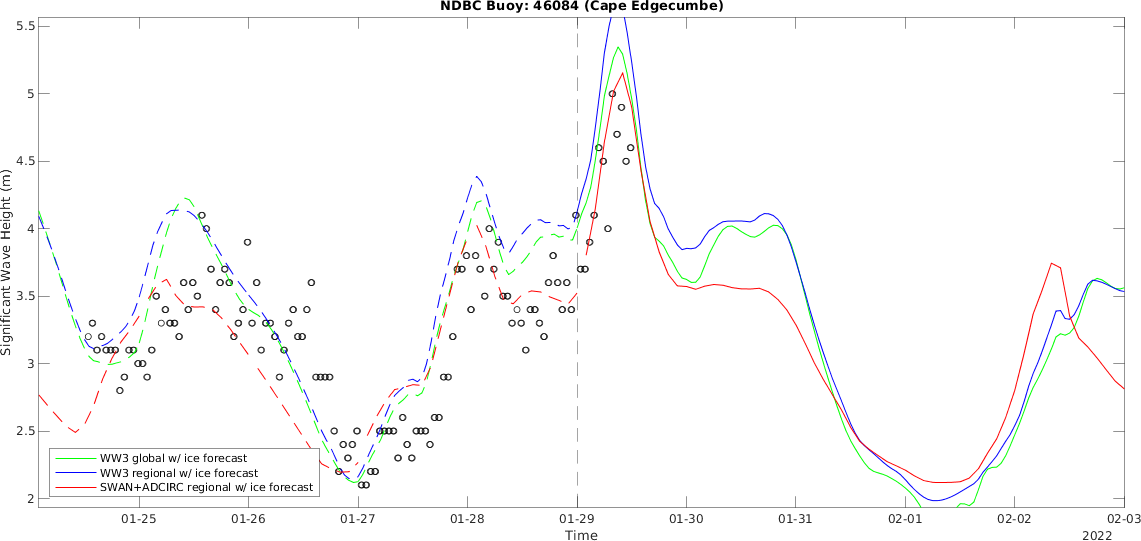 NDBC Buoy: 46084 (Cape Edgecumbe)
5.5
5
4.5
4
3.5
3
2.5
2
Significant Wave Height (m)
WW3 global w/ ice forecast
WW3 regional w/ ice forecast
SWAN+ADCIRC regional w/ ice forecast
01-25 01-26 01-27 01-28 01-29 01-30 01-31 02-01 02-02 02-03
Time
2022